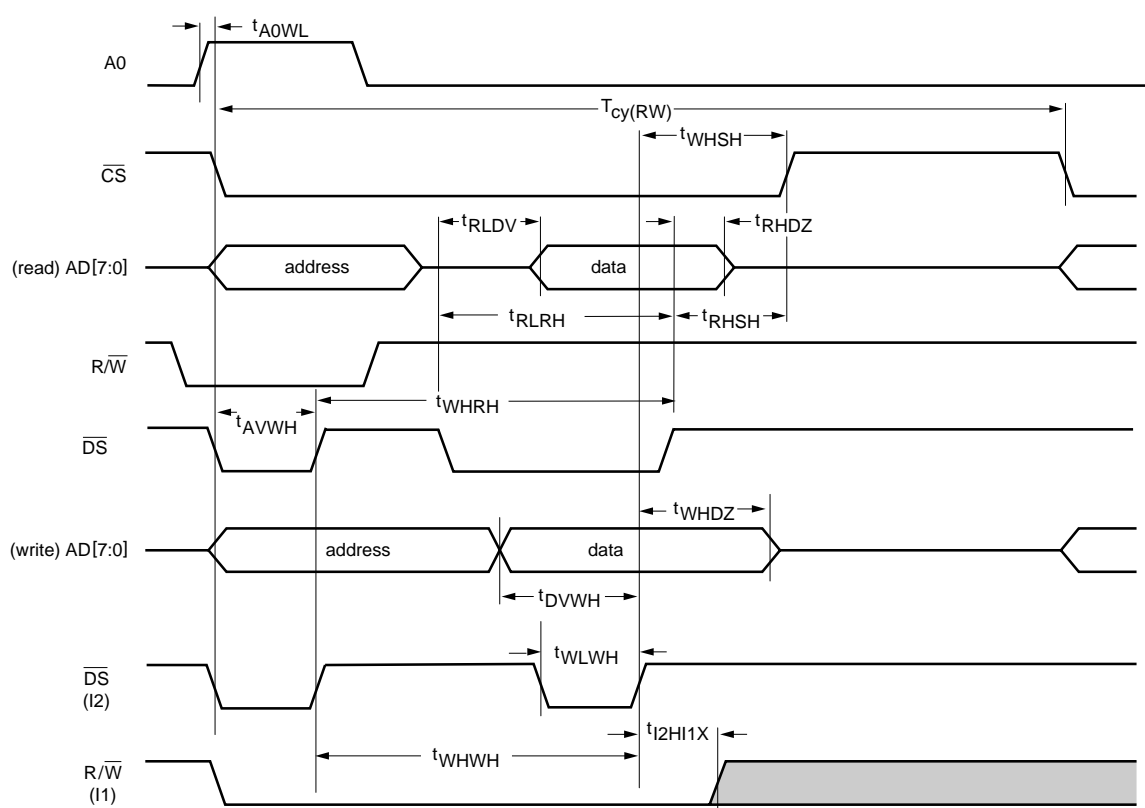 tA0WL
A0
Tcy(RW)
tWHSH
CS
tRLDV
tRHDZ
(read) AD[7:0]
address
data
tRLRH
tRHSH
R/W
tWHRH
tAVWH
DS
tWHDZ
(write) AD[7:0]
address
data
tDVWH
tWLWH
DS
(I2)
tI2HI1X
tWHWH
R/W
(I1)